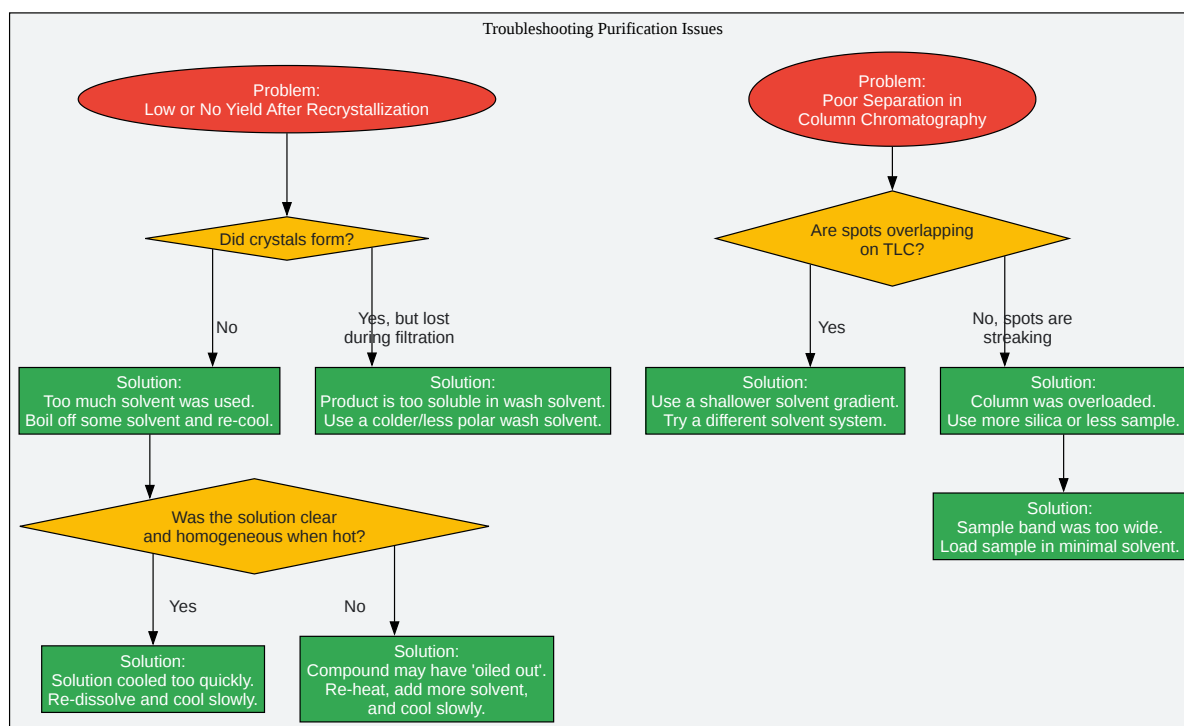 Troubleshooting Purification Issues
Problem:
Low or No Yield After Recrystallization
Did crystals form?
No
Yes, but lost
during filtration
Solution:
Too much solvent was used.
Boil off some solvent and re-cool.
Solution:
Product is too soluble in wash solvent.
Use a colder/less polar wash solvent.
Was the solution clear
and homogeneous when hot?
Yes
No
Solution:
Solution cooled too quickly.
Re-dissolve and cool slowly.
Solution:
Compound may have 'oiled out'.
Re-heat, add more solvent,
and cool slowly.
Problem:
Poor Separation in
Column Chromatography
Are spots overlapping
on TLC?
Yes
No, spots are
streaking
Solution:
Use a shallower solvent gradient.
Try a different solvent system.
Solution:
Column was overloaded.
Use more silica or less sample.
Solution:
Sample band was too wide.
Load sample in minimal solvent.